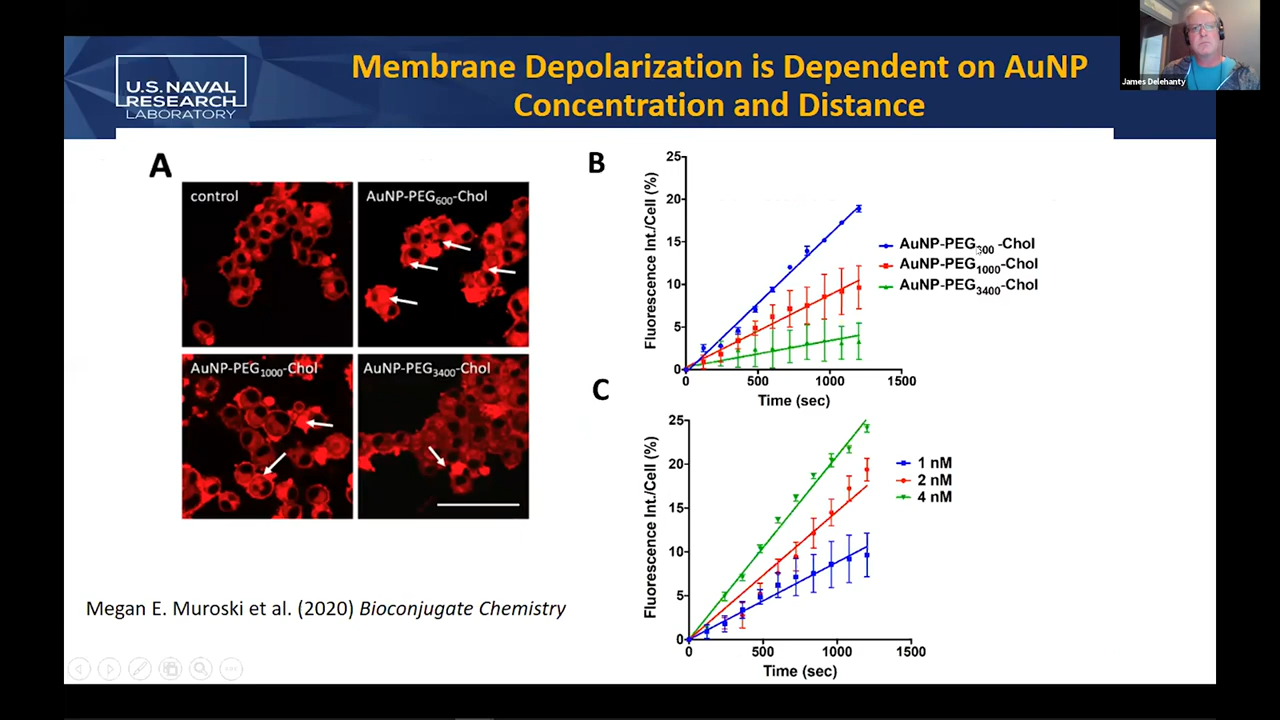 James Delehanty
U.S. NAVAL
RESEARCH
LABORATORY
Membrane Depolarization is Dependent on AuNP
Concentration and Distance
A
control
AuNP-PEG600-Chol
AuNP-PEG1000-Chol
AuNP-PEG3400-Chol
B
Fluorescence Int./Cell (%)
25
20
15
10
5
0
0 500 1000 1500
Time (sec)
AuNP-PEG600-Chol
AuNP-PEG1000-Chol
AuNP-PEG3400-Chol
C
Fluorescence Int./Cell (%)
25
20
15
10
5
0
0 500 1000 1500
Time (sec)
1 nM
2 nM
4 nM
Megan E. Muroski et al. (2020) Bioconjugate Chemistry